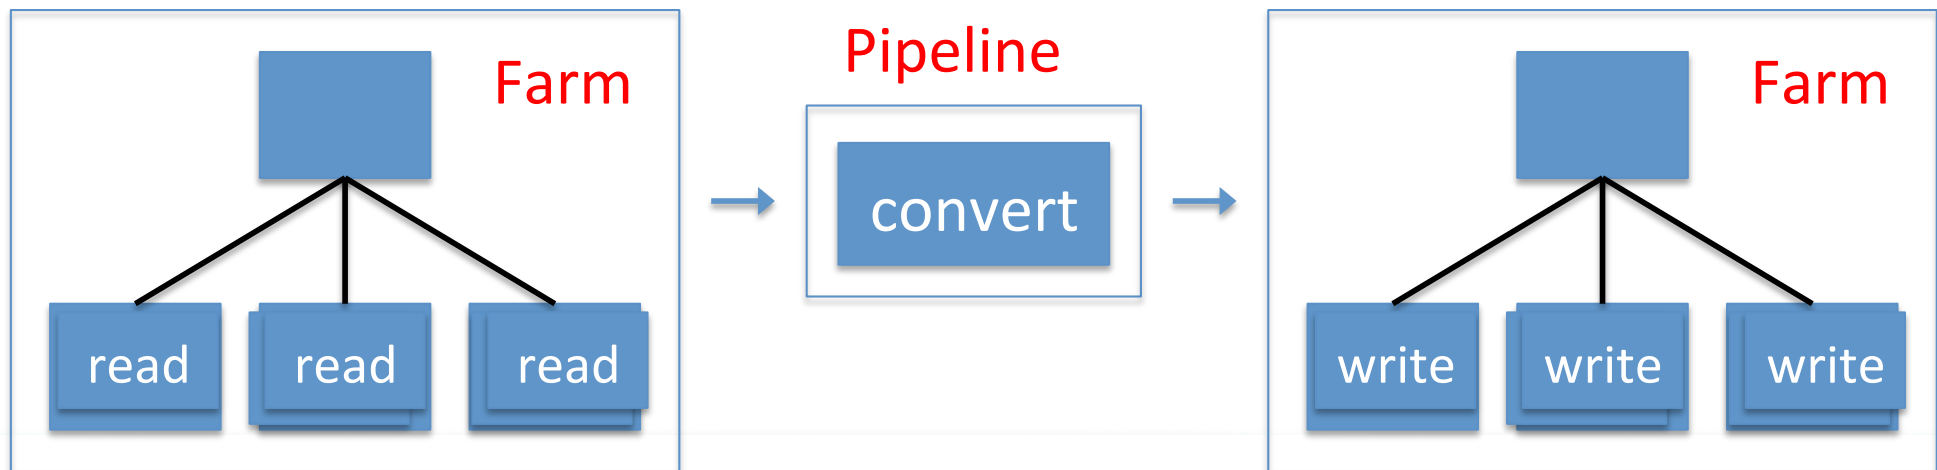 Farm
read
read
read
Pipeline
convert
Farm
write
write
write